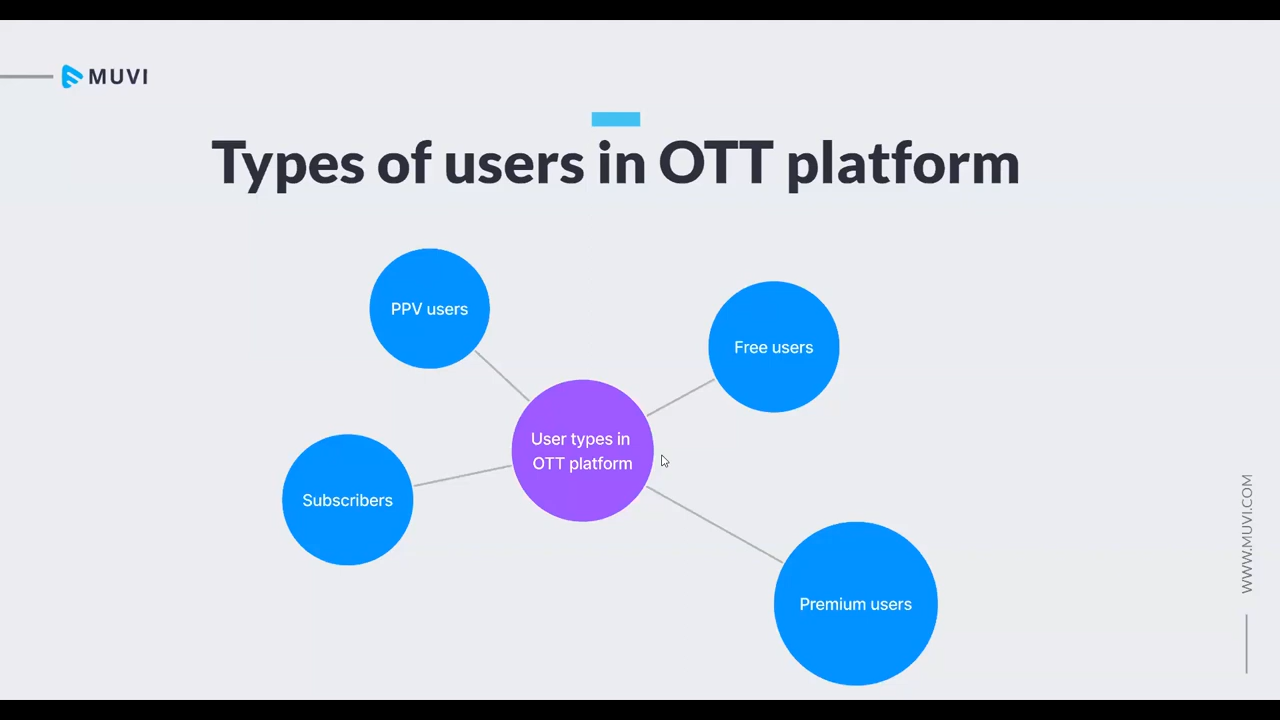 MUVI
Types of users in OTT platform
PPV users
Free users
User types in
OTT platform
Subscribers
Premium users
WWW.MUVI.COM